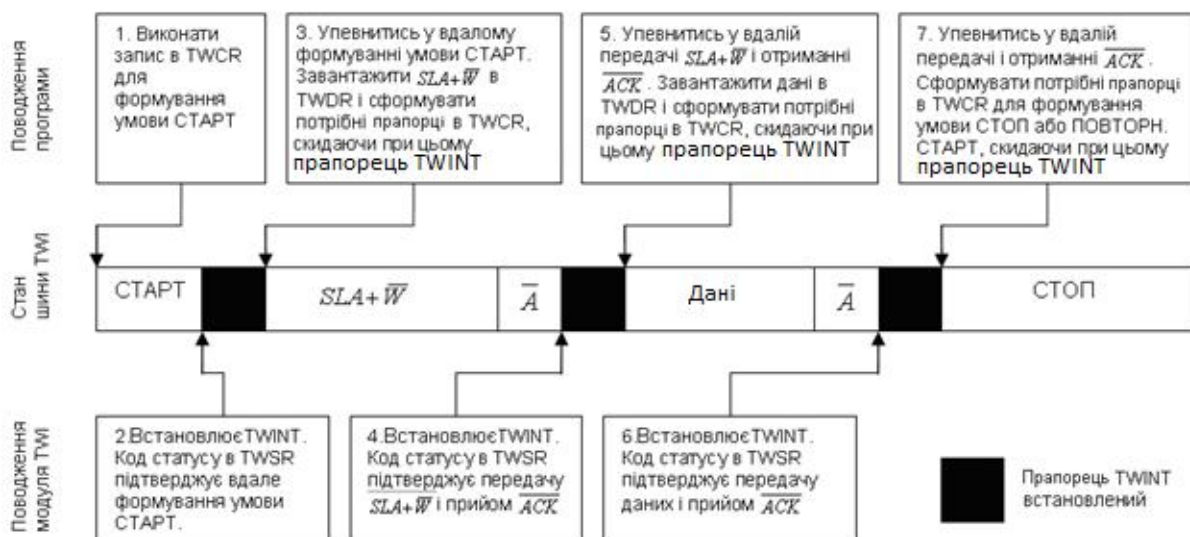 Поводження
програми
1. Виконати
запис в TWCR
для
формування
умови СТАРТ
3. Упевнитись у вдалому
формуванні умови СТАРТ.
Завантажити SLA+W̅ в
TWDR і сформувати
потрібні прапорці в TWCR,
скидаючи при цьому
прапорець TWINT
5. Упевнитись у вдалій
передачі SLA+W̅ і отриманні
A̅C̅K̅. Завантажити дані в
TWDR і сформувати потрібні
прапорці в TWCR, скидаючи при
цьому прапорець TWINT
7. Упевнитись у вдалій
передачі і отриманні A̅C̅K̅.
Сформувати потрібні прапорці
в TWCR для формування
умови СТОП або ПОВТОРН.
СТАРТ, скидаючи при цьому
прапорець TWINT
Стан
шини TWI
СТАРТ
SLA+W̅
A̅
Дані
A̅
СТОП
Поводження
модуля TWI
2.Встановлює TWINT.
Код статусу в TWSR
підтверджує вдале
формування умови
СТАРТ.
4.Встановлює TWINT.
Код статусу в TWSR
підтверджує передачу
S̅L̅A̅+̅W̅ і прийом A̅C̅K̅
6.Встановлює TWINT.
Код статусу в TWSR
підтверджує передачу
даних і прийом A̅C̅K̅
Прапорець TWINT
встановлений